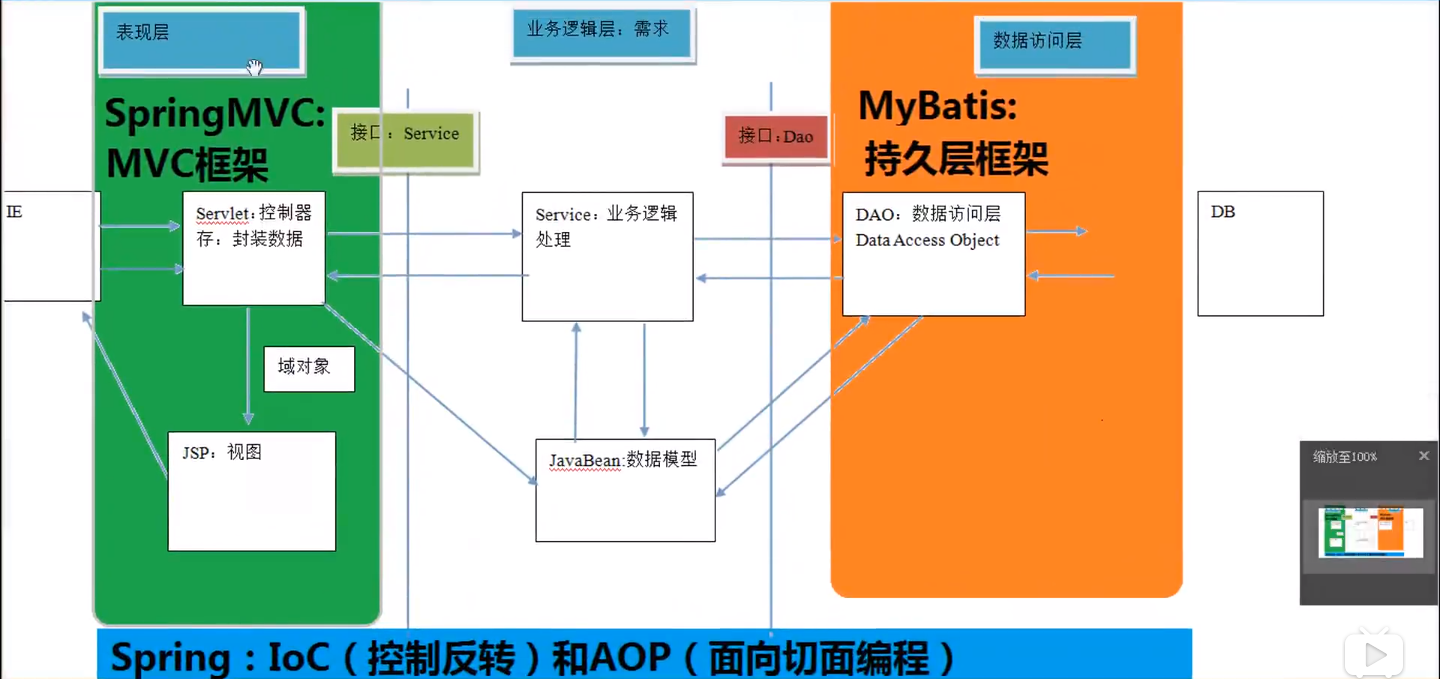 表现层
业务逻辑层：需求
数据访问层
SpringMVC:
MVC框架
接口：Service
接口:Dao
MyBatis:
持久层框架
IE
Servlet:控制器
存：封装数据
Service：业务逻辑
处理
DAO：数据访问层
Data Access Object
DB
域对象
JSP：视图
JavaBean:数据模型
缩放至100%
Spring：IoC（控制反转）和AOP（面向切面编程）